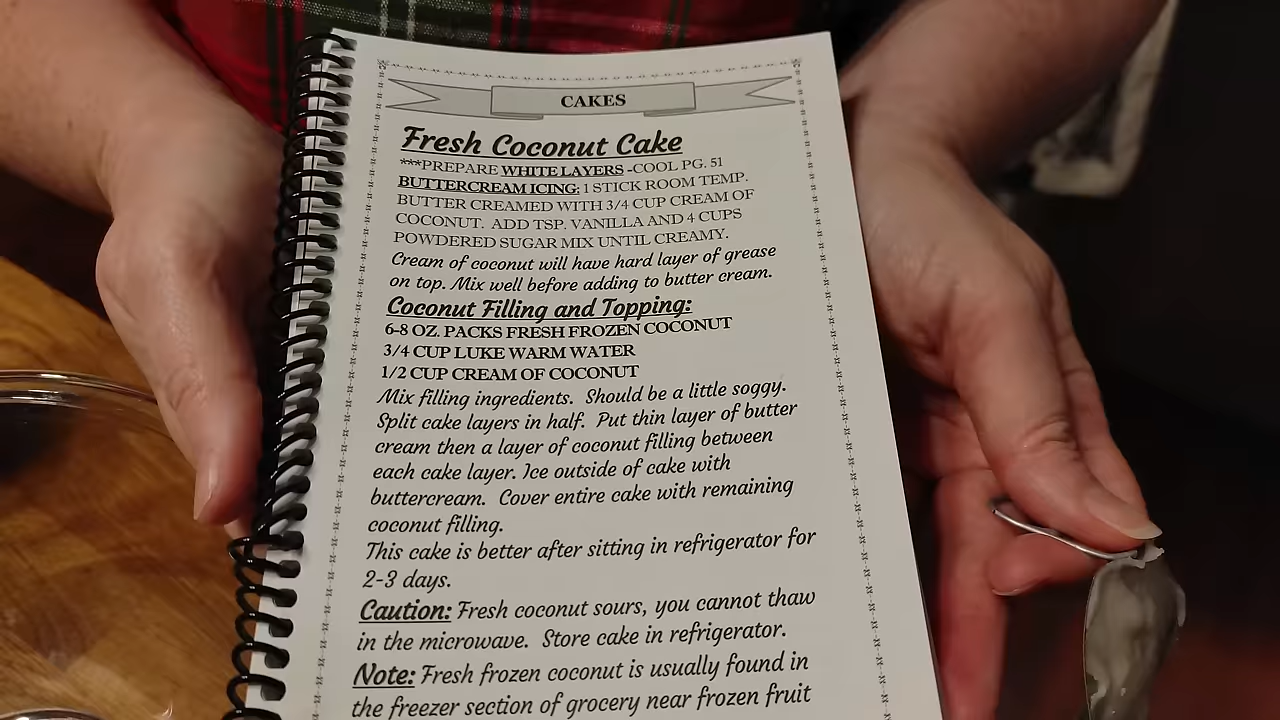 CAKES
Fresh Coconut Cake
***PREPARE WHITE LAYERS -COOL PG. 51
BUTTERCREAM ICING: 1 STICK ROOM TEMP.
BUTTER CREAMED WITH 3/4 CUP CREAM OF
COCONUT. ADD TSP. VANILLA AND 4 CUPS
POWDERED SUGAR MIX UNTIL CREAMY.
Cream of coconut will have hard layer of grease
on top. Mix well before adding to butter cream.
Coconut Filling and Topping:
6-8 OZ. PACKS FRESH FROZEN COCONUT
3/4 CUP LUKE WARM WATER
1/2 CUP CREAM OF COCONUT
Mix filling ingredients. Should be a little soggy.
Split cake layers in half. Put thin layer of butter
cream then a layer of coconut filling between
each cake layer. Ice outside of cake with
buttercream. Cover entire cake with remaining
coconut filling.
This cake is better after sitting in refrigerator for
2-3 days.
Caution: Fresh coconut sours, you cannot thaw
in the microwave. Store cake in refrigerator.
Note: Fresh frozen coconut is usually found in
the freezer section of grocery near frozen fruit